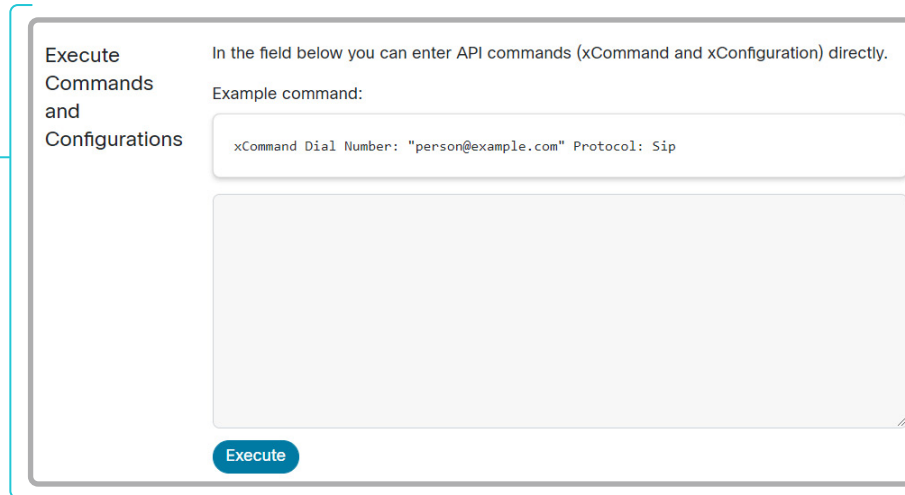 Execute
Commands
and
Configurations
In the field below you can enter API commands (xCommand and xConfiguration) directly.
Example command:
xCommand Dial Number: "person@example.com" Protocol: Sip
Execute